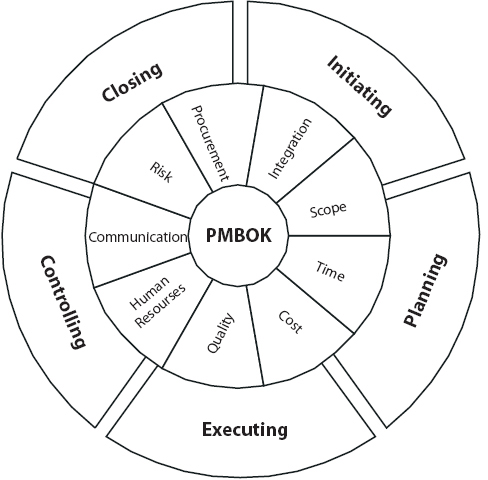 Closing
Initiating
Procurement
Integration
Risk
Scope
Communication
PMBOK
Time
Human
Resourses
Quality
Cost
Controlling
Planning
Executing